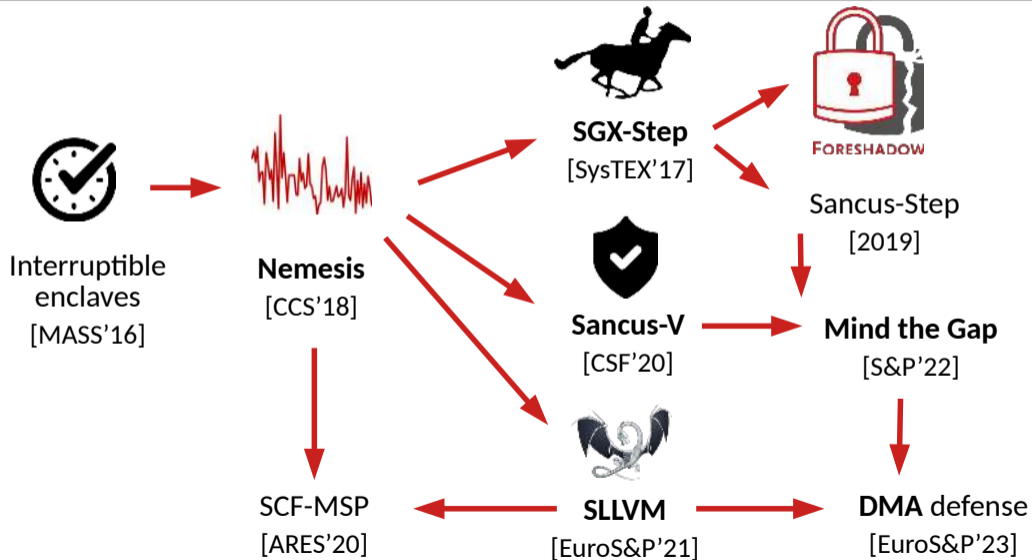 Interruptible
enclaves
[MASS'16]
Nemesis
[CCS'18]
SGX-Step
[SysTEX'17]
FORESHADOW
Sancus-Step
[2019]
Sancus-V
[CSF'20]
Mind the Gap
[S&P'22]
SCF-MSP
[ARES'20]
SLLVM
[EuroS&P'21]
DMA defense
[EuroS&P'23]